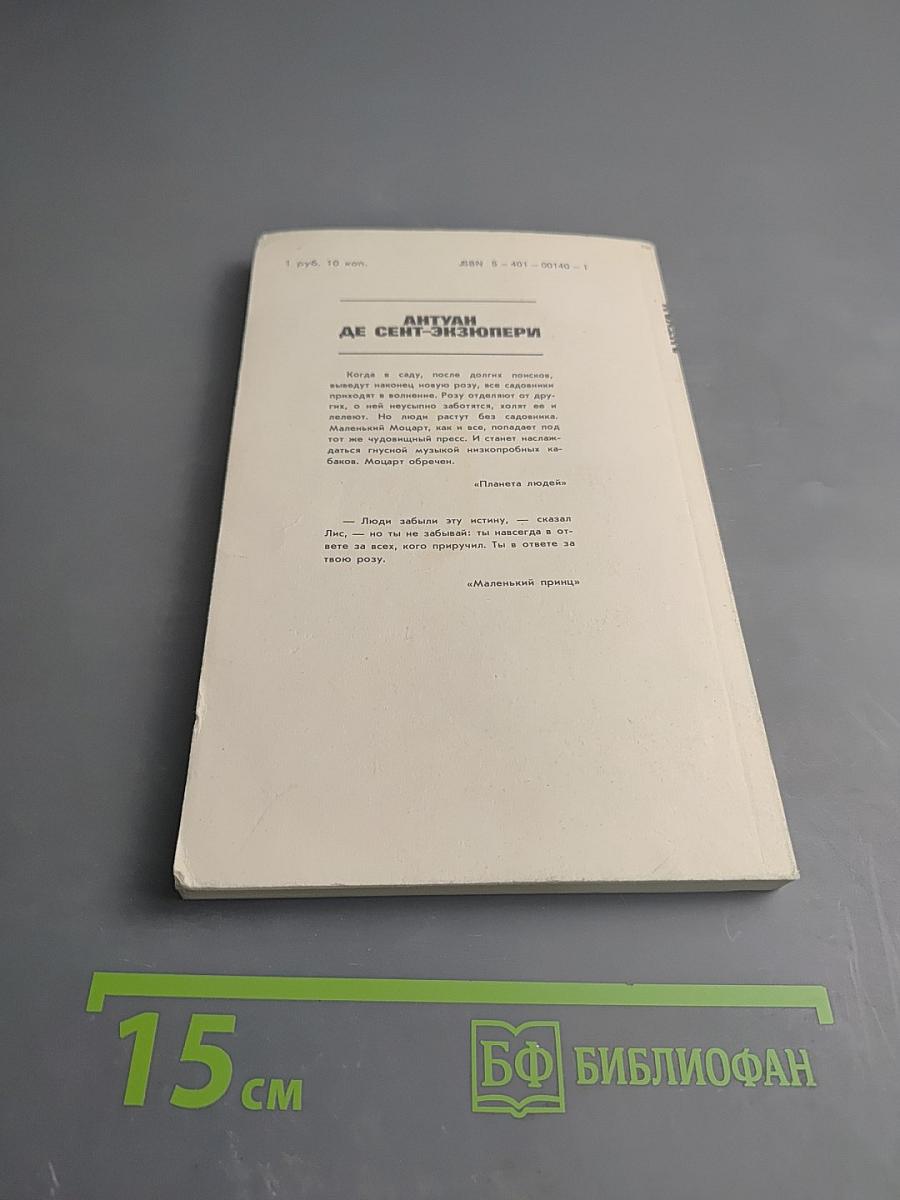 1 руб. 10 коп. ISBN 5-401-00140-1
АНТУАН
ДЕ СЕНТ-ЭКЗЮПЕРИ
Когда в саду, после долгих поисков,
выведут наконец новую розу, все садовники
приходят в волнение. Розу отделяют от дру-
гих, о ней неусыпно заботятся, холят ее и
лелеют. Но люди растут без садовника.
Маленький Моцарт, как и все, попадает под
тот же чудовищный пресс. И станет наслаж-
даться гнусной музыкой низкопробных ка-
баков. Моцарт обречен.
«Планета людей»
— Люди забыли эту истину, — сказал
Лис, — но ты не забывай: ты навсегда в от-
вете за всех, кого приручил. Ты в ответе за
твою розу.
«Маленький принц»
15 см
БФ БИБЛИОФАН